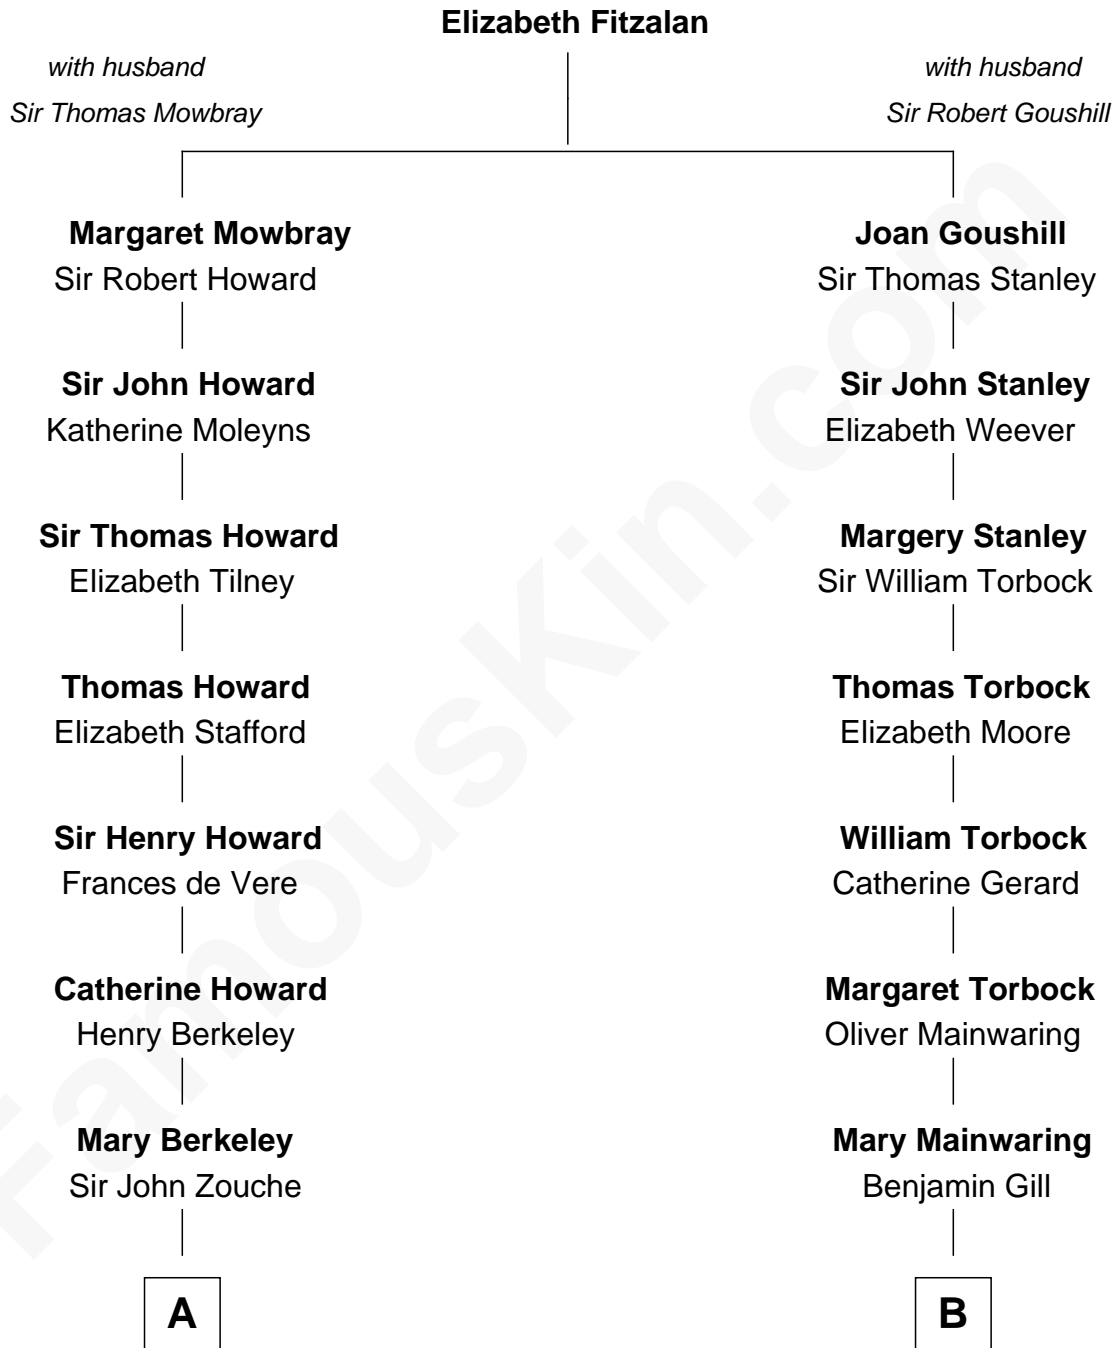 Elizabeth Fitzalan
with husband
Sir Thomas Mowbray
with husband
Sir Robert Goushill
Margaret Mowbray
Sir Robert Howard
Joan Goushill
Sir Thomas Stanley
Sir John Howard
Katherine Moleyns
Sir John Stanley
Elizabeth Weever
Sir Thomas Howard
Elizabeth Tilney
Margery Stanley
Sir William Torbock
Thomas Howard
Elizabeth Stafford
Thomas Torbock
Elizabeth Moore
Sir Henry Howard
Frances de Vere
William Torbock
Catherine Gerard
Catherine Howard
Henry Berkeley
Margaret Torbock
Oliver Mainwaring
Mary Berkeley
Sir John Zouche
Mary Mainwaring
Benjamin Gill
A
B
FamousKin.com